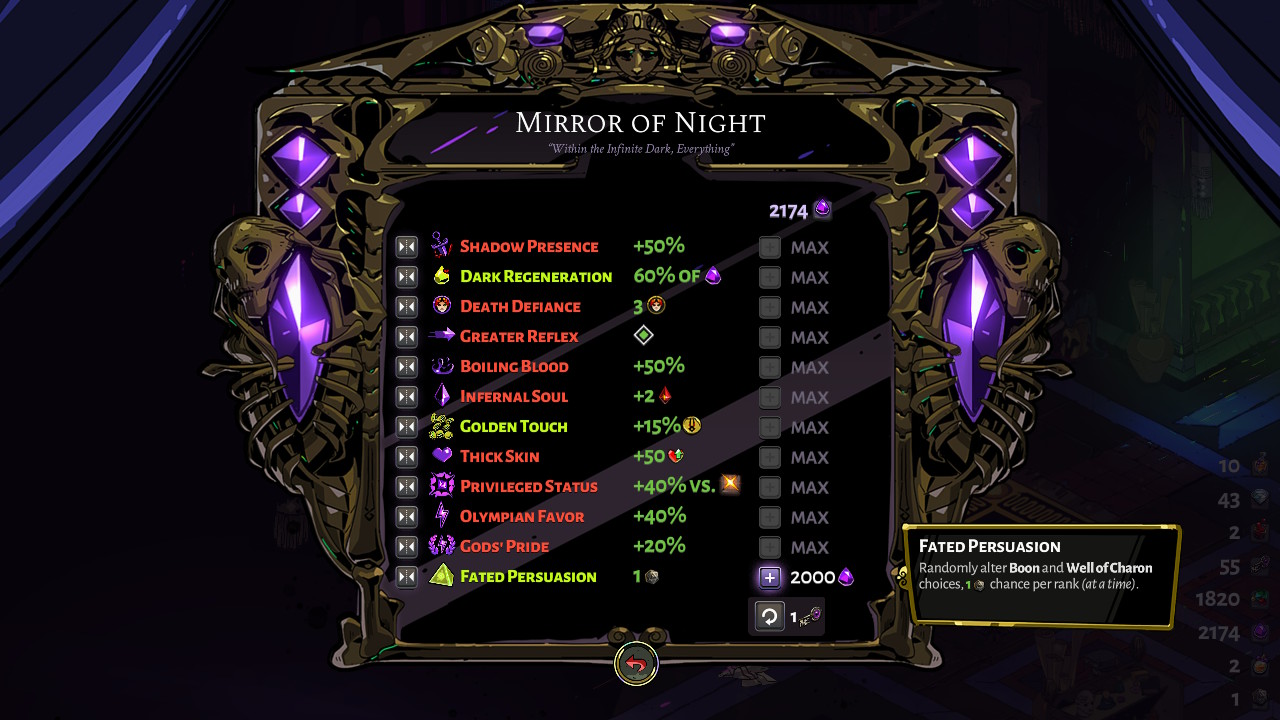 MIRROR OF NIGHT
"Within the Infinite Dark, Everything"
2174
SHADOW PRESENCE +50% MAX
DARK REGENERATION 60% OF MAX
DEATH DEFIANCE 3 MAX
GREATER REFLEX MAX
BOILING BLOOD +50% MAX
INFERNAL SOUL +2 MAX
GOLDEN TOUCH +15% MAX
THICK SKIN +50 MAX
PRIVILEGED STATUS +40% VS. MAX
OLYMPIAN FAVOR +40% MAX
GODS' PRIDE +20% MAX
FATED PERSUASION 1 + 2000
1
FATED PERSUASION
Randomly alter Boon and Well of Charon
choices, 1 chance per rank (at a time).
10
43
2
55
1820
2174
2
1